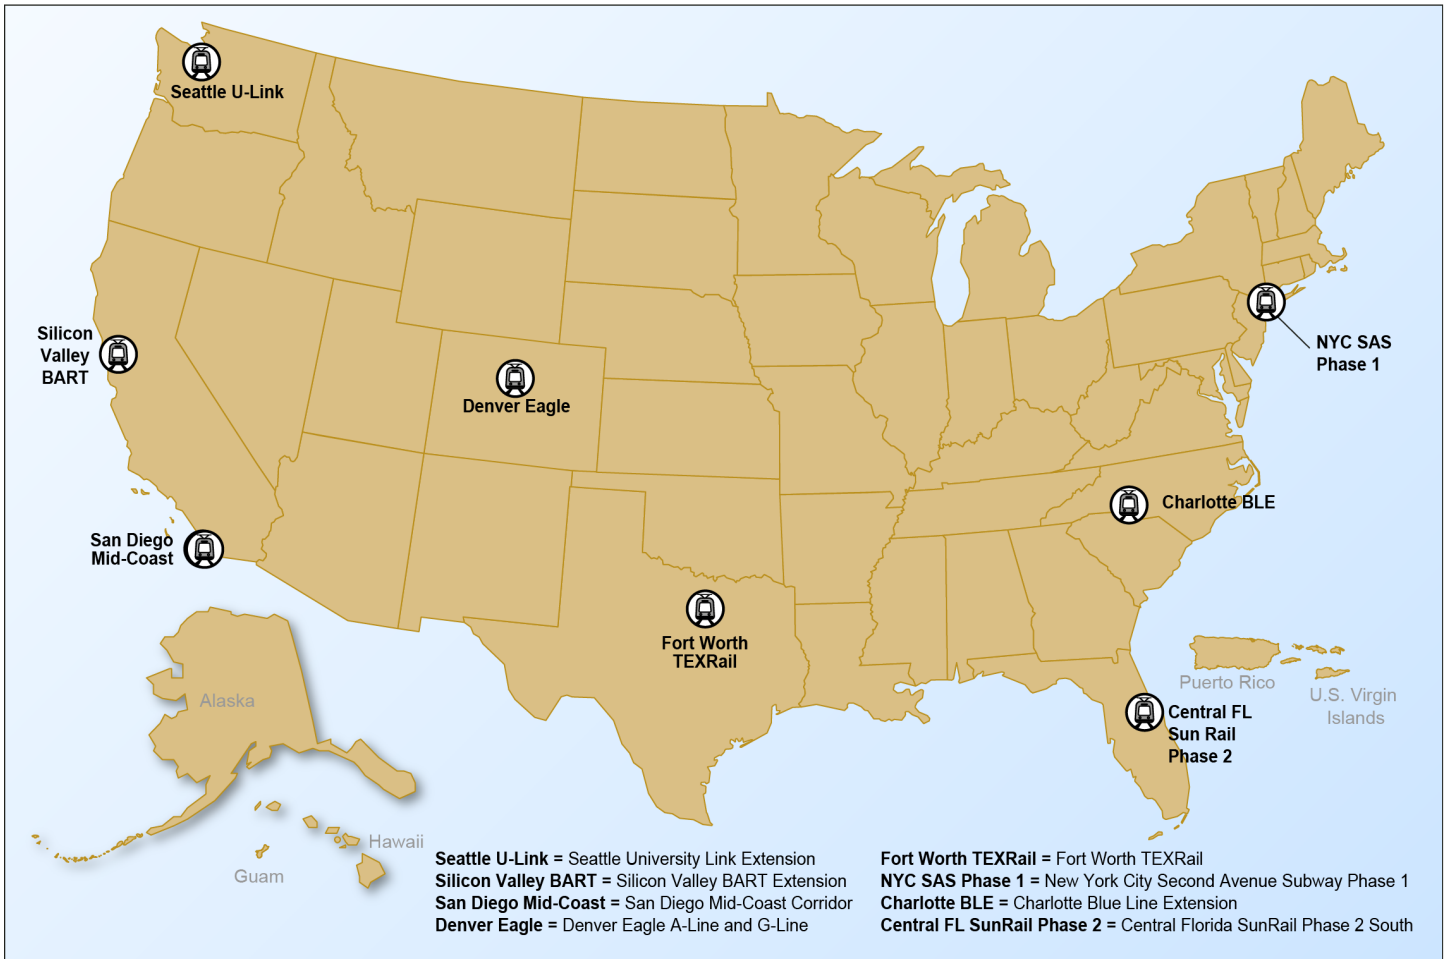 Seattle U-Link
Silicon
Valley
BART
Denver Eagle
NYC SAS
Phase 1
Charlotte BLE
San Diego
Mid-Coast
Fort Worth
TEXRail
Central FL
Sun Rail
Phase 2
Puerto Rico
U.S. Virgin
Islands
Alaska
Hawaii
Guam
Seattle U-Link = Seattle University Link Extension
Silicon Valley BART = Silicon Valley BART Extension
San Diego Mid-Coast = San Diego Mid-Coast Corridor
Denver Eagle = Denver Eagle A-Line and G-Line
Fort Worth TEXRail = Fort Worth TEXRail
NYC SAS Phase 1 = New York City Second Avenue Subway Phase 1
Charlotte BLE = Charlotte Blue Line Extension
Central FL SunRail Phase 2 = Central Florida SunRail Phase 2 South